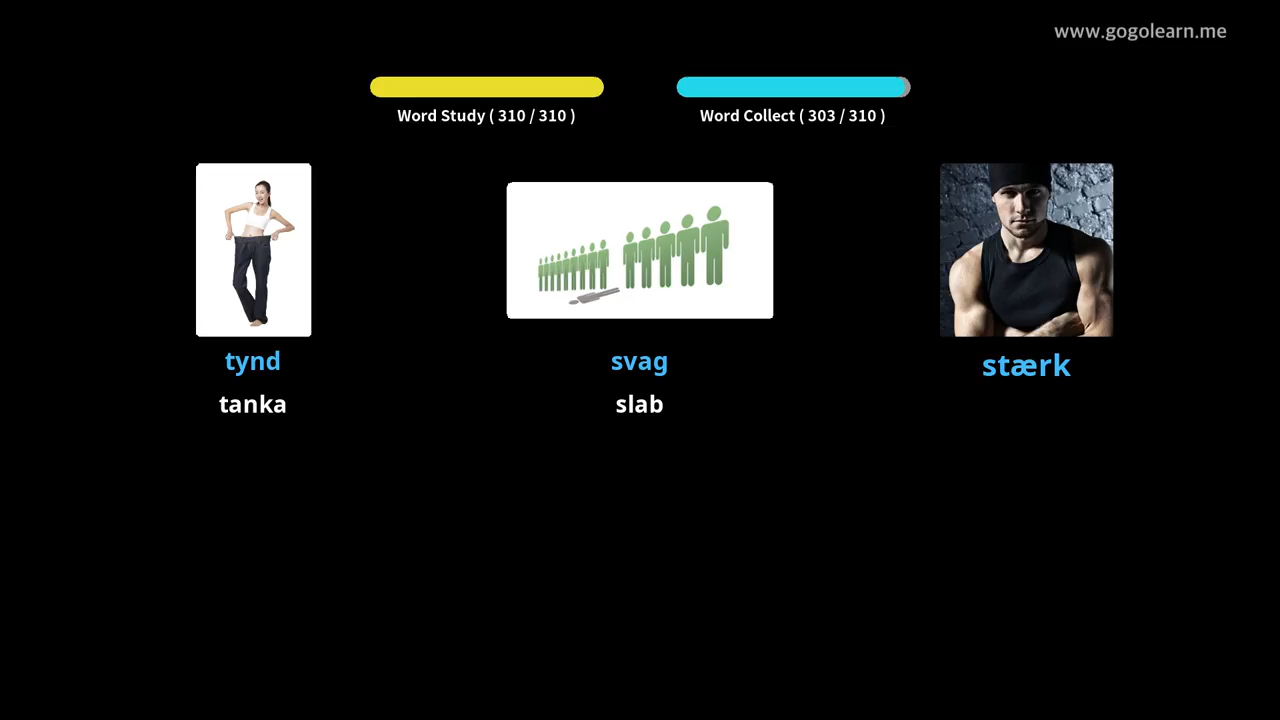 www.gogolearn.me
Word Study ( 310 / 310 )
Word Collect ( 303 / 310 )
tynd
svag
stærk
tanka
slab